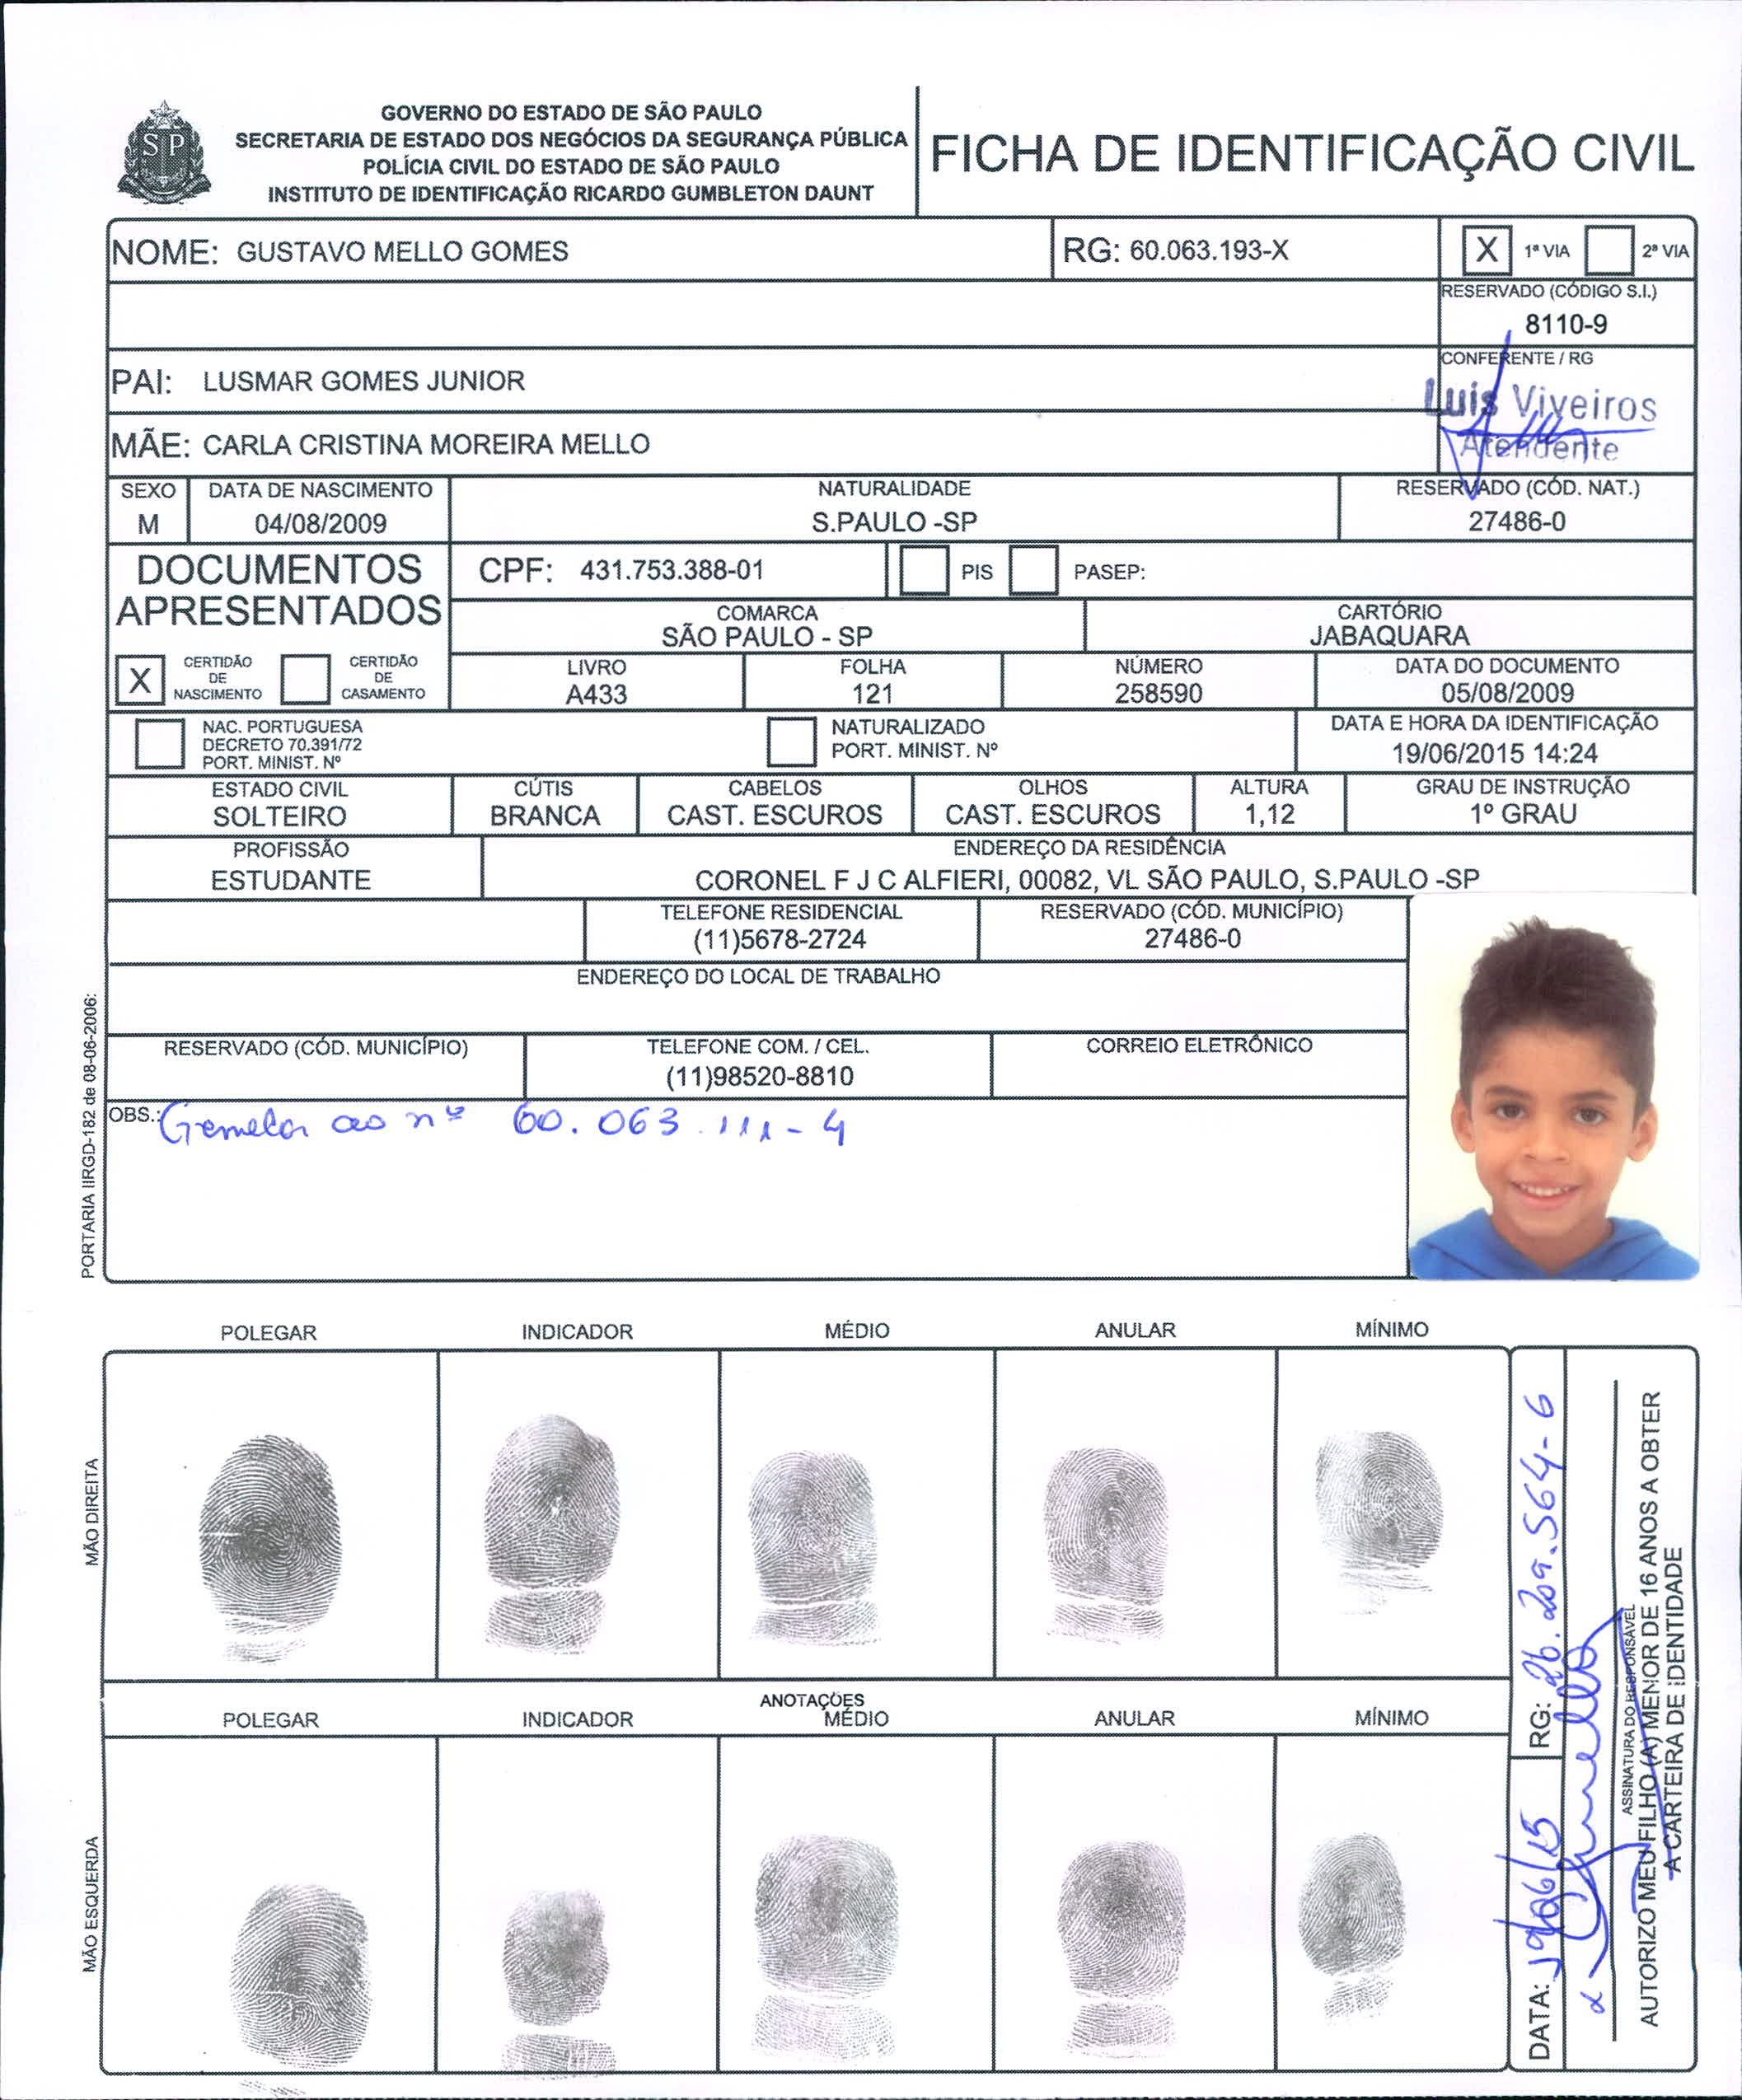 GOVERNO DO ESTADO DE SÃO PAULO
SECRETARIA DE ESTADO DOS NEGÓCIOS DA SEGURANÇA PÚBLICA
POLÍCIA CIVIL DO ESTADO DE SÃO PAULO
INSTITUTO DE IDENTIFICAÇÃO RICARDO GUMBLETON DAUNT
SP
FICHA DE IDENTIFICAÇÃO CIVIL
NOME: GUSTAVO MELLO GOMES
RG: 60.063.193-X
X 1ª VIA 2ª VIA
RESERVADO (CÓDIGO S.I.)
8110-9
PAI: LUSMAR GOMES JUNIOR
CONFERENTE / RG
Luis Viveiros
Atendente
MÃE: CARLA CRISTINA MOREIRA MELLO
SEXO
M
DATA DE NASCIMENTO
04/08/2009
NATURALIDADE
S.PAULO -SP
RESERVADO (CÓD. NAT.)
27486-0
DOCUMENTOS
APRESENTADOS
CPF: 431.753.388-01
PIS
PASEP:
COMARCA
SÃO PAULO - SP
CARTÓRIO
JABAQUARA
X CERTIDÃO
DE
NASCIMENTO
CERTIDÃO
DE
CASAMENTO
LIVRO
A433
FOLHA
121
NÚMERO
258590
DATA DO DOCUMENTO
05/08/2009
NAC. PORTUGUESA
DECRETO 70.391/72
PORT. MINIST. Nº
NATURALIZADO
PORT. MINIST. Nº
DATA E HORA DA IDENTIFICAÇÃO
19/06/2015 14:24
ESTADO CIVIL
SOLTEIRO
CÚTIS
BRANCA
CABELOS
CAST. ESCUROS
OLHOS
CAST. ESCUROS
ALTURA
1,12
GRAU DE INSTRUÇÃO
1º GRAU
PROFISSÃO
ESTUDANTE
ENDEREÇO DA RESIDÊNCIA
CORONEL F J C ALFIERI, 00082, VL SÃO PAULO, S.PAULO -SP
TELEFONE RESIDENCIAL
(11)5678-2724
RESERVADO (CÓD. MUNICÍPIO)
27486-0
ENDEREÇO DO LOCAL DE TRABALHO
RESERVADO (CÓD. MUNICÍPIO)
TELEFONE COM. / CEL.
(11)98520-8810
CORREIO ELETRÔNICO
OBS.: Gemelar ao nº 60.063.111-4
PORTARIA IIRGD-182 de 08-06-2006:
POLEGAR INDICADOR MÉDIO ANULAR MÍNIMO
MÃO DIREITA
ANOTAÇÕES
POLEGAR INDICADOR MÉDIO ANULAR MÍNIMO
MÃO ESQUERDA
DATA: 19/06/15 RG: 26.209.564-6
ASSINATURA DO RESPONSÁVEL
AUTORIZO MEU FILHO (A) MENOR DE 16 ANOS A OBTER
A CARTEIRA DE IDENTIDADE